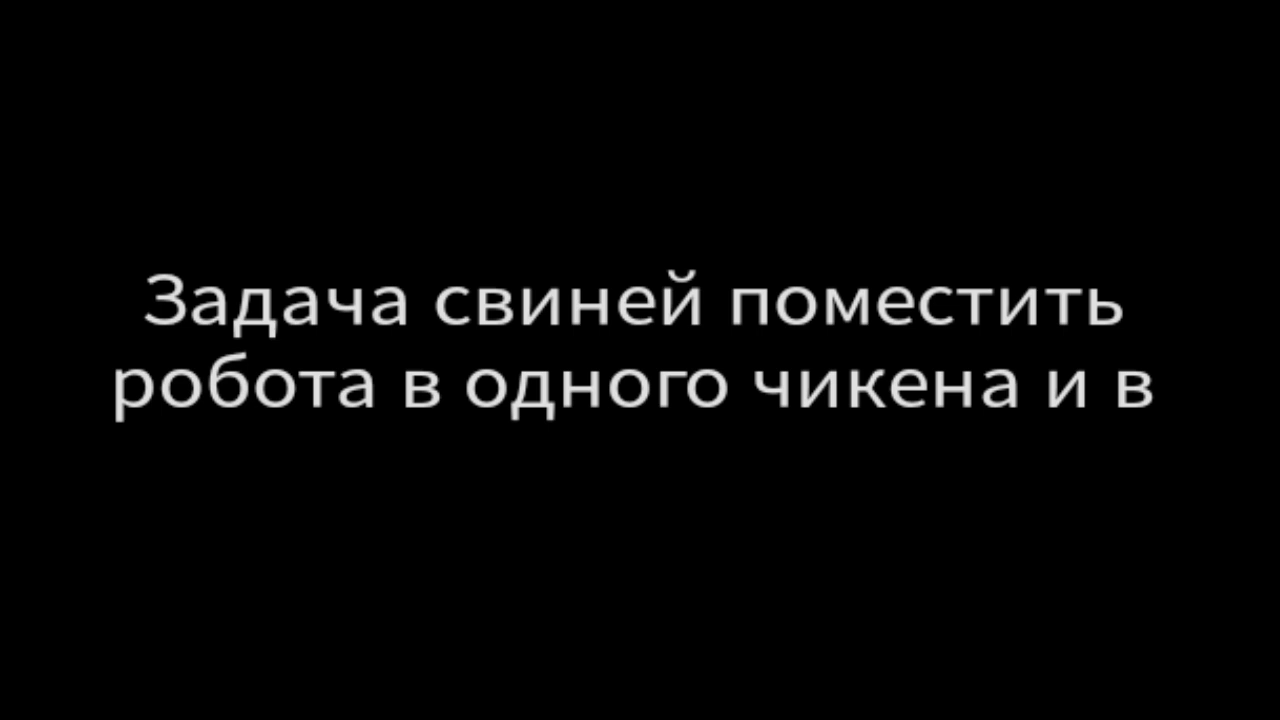 Задача свиней поместить
робота в одного чикена и в